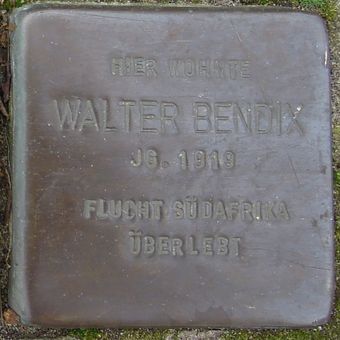 HIER WOHNTE
WALTER BENDIX
JG. 1919
FLUCHT SÜDAFRIKA
ÜBERLEBT